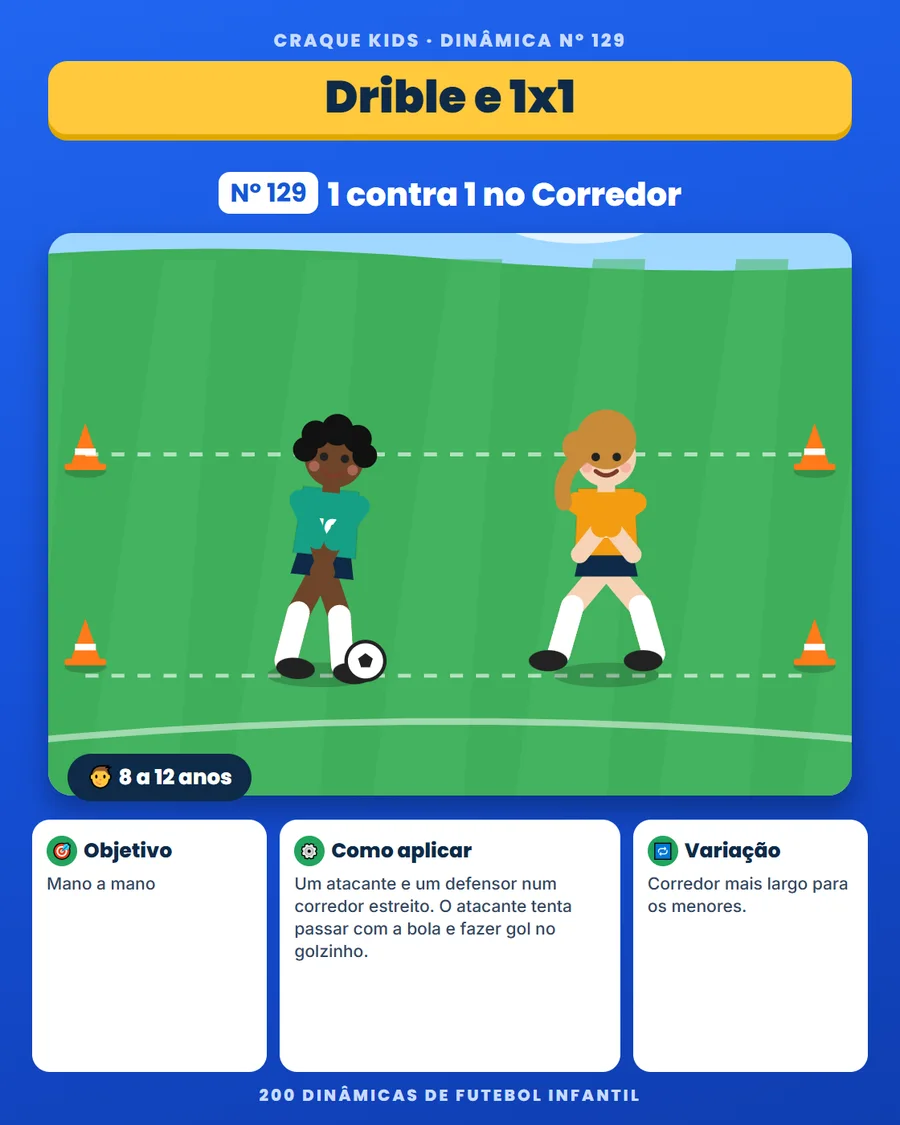 CRAQUE KIDS · DINÂMICA Nº 129
Drible e 1x1
Nº 129 1 contra 1 no Corredor
8 a 12 anos
Objetivo
Mano a mano
Como aplicar
Um atacante e um defensor num
corredor estreito. O atacante tenta
passar com a bola e fazer gol no
golzinho.
Variação
Corredor mais largo para
os menores.
200 DINÂMICAS DE FUTEBOL INFANTIL